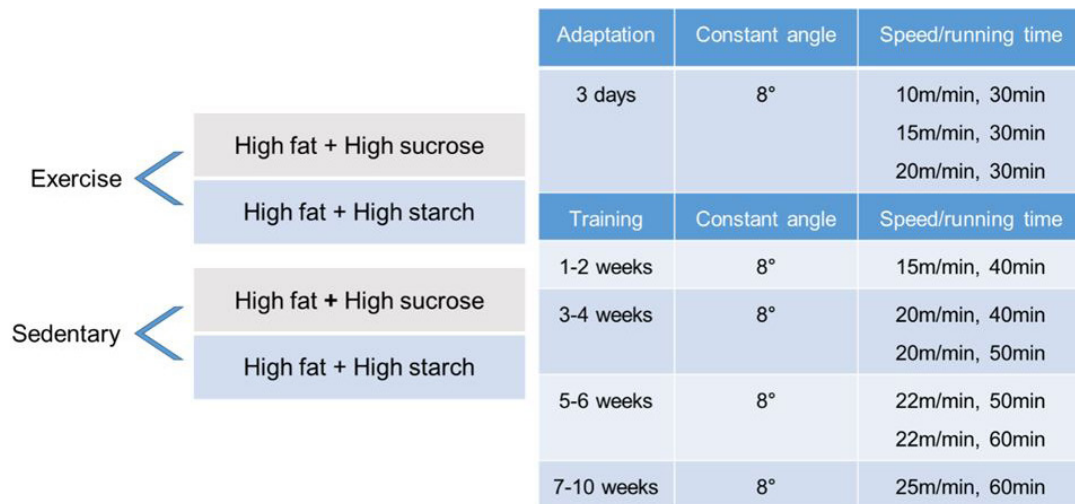 Exercise
High fat + High sucrose
High fat + High starch
Sedentary
High fat + High sucrose
High fat + High starch
Adaptation Constant angle Speed/running time
3 days 8° 10m/min, 30min
15m/min, 30min
20m/min, 30min
Training Constant angle Speed/running time
1-2 weeks 8° 15m/min, 40min
3-4 weeks 8° 20m/min, 40min
20m/min, 50min
5-6 weeks 8° 22m/min, 50min
22m/min, 60min
7-10 weeks 8° 25m/min, 60min